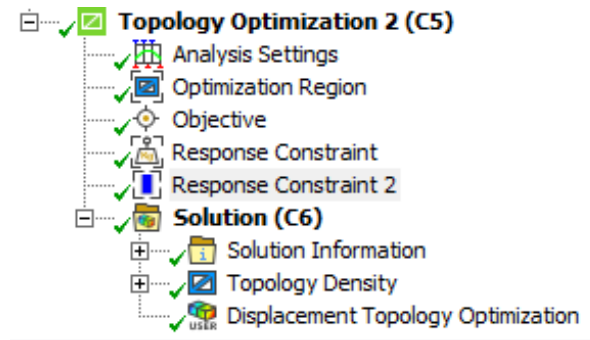 Topology Optimization 2 (C5)
Analysis Settings
Optimization Region
Objective
Response Constraint
Response Constraint 2
Solution (C6)
Solution Information
Topology Density
USER Displacement Topology Optimization